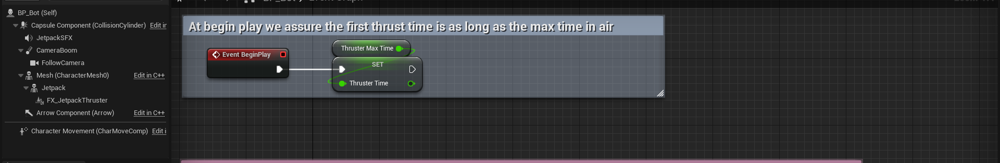 BP_Bot (Self)
Capsule Component (CollisionCylinder) Edit in
JetpackSFX
CameraBoom
FollowCamera
Mesh (CharacterMesh0) Edit in C++
Jetpack
FX_JetpackThruster
Arrow Component (Arrow) Edit in C++
Character Movement (CharMoveComp) Edit i
At begin play we assure the first thrust time is as long as the max time in air
Event BeginPlay
Thruster Max Time
SET
Thruster Time